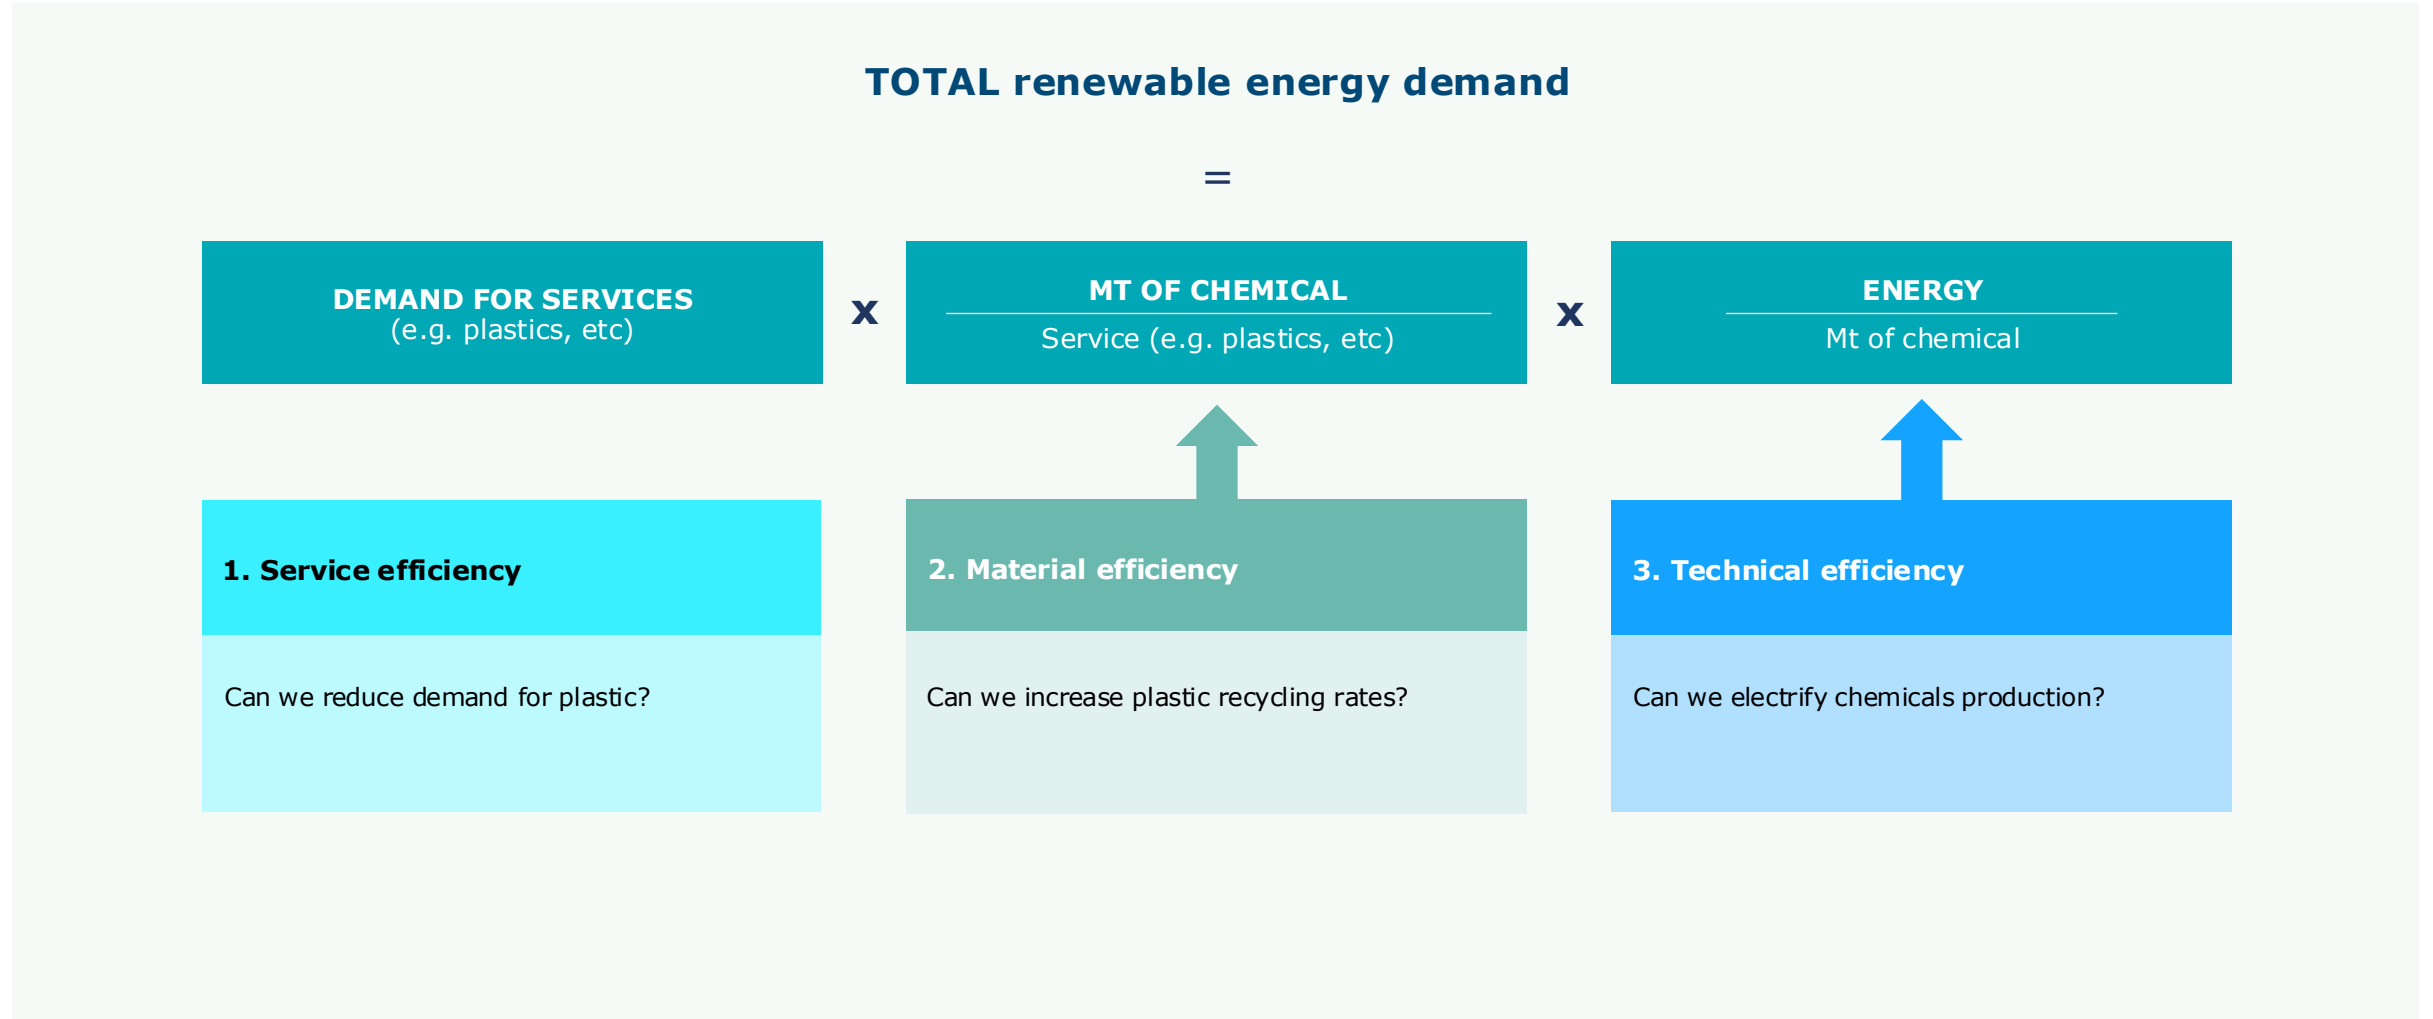 TOTAL renewable energy demand
=
DEMAND FOR SERVICES
(e.g. plastics, etc)
x
MT OF CHEMICAL
Service (e.g. plastics, etc)
x
ENERGY
Mt of chemical
1. Service efficiency
Can we reduce demand for plastic?
2. Material efficiency
Can we increase plastic recycling rates?
3. Technical efficiency
Can we electrify chemicals production?